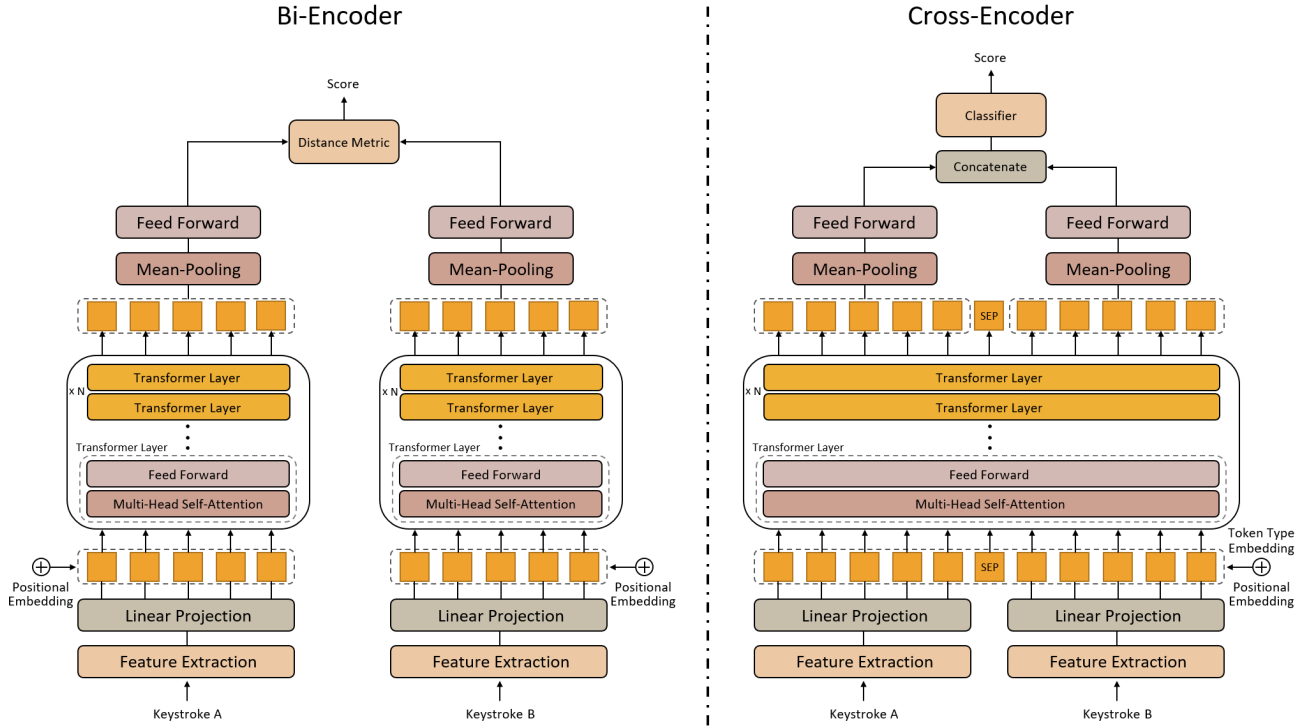 Bi-Encoder
Score
Distance Metric
Feed Forward
Feed Forward
Mean-Pooling
Mean-Pooling
x N
Transformer Layer
Transformer Layer
Transformer Layer
Feed Forward
Multi-Head Self-Attention
x N
Transformer Layer
Transformer Layer
Transformer Layer
Feed Forward
Multi-Head Self-Attention
Positional
Embedding
Positional
Embedding
Linear Projection
Linear Projection
Feature Extraction
Feature Extraction
Keystroke A
Keystroke B
Cross-Encoder
Score
Classifier
Concatenate
Feed Forward
Feed Forward
Mean-Pooling
Mean-Pooling
SEP
x N
Transformer Layer
Transformer Layer
Transformer Layer
Feed Forward
Multi-Head Self-Attention
Token Type
Embedding
SEP
Positional
Embedding
Linear Projection
Linear Projection
Feature Extraction
Feature Extraction
Keystroke A
Keystroke B